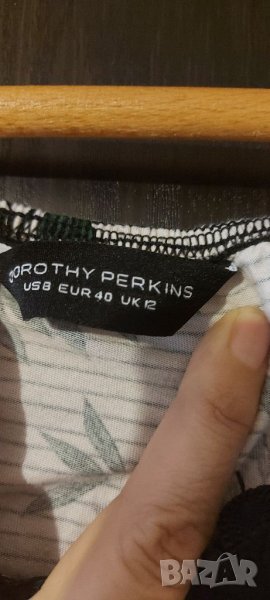 DOROTHY PERKINS
US8 EUR 40 UK 12
BAZAR
bg